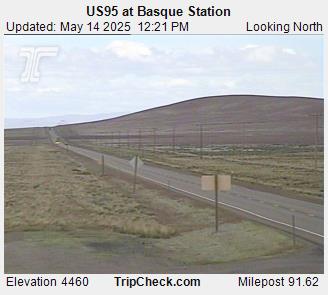 US95 at Basque Station
Updated: May 14 2025 12:21 PM Looking North
Elevation 4460 TripCheck.com Milepost 91.62